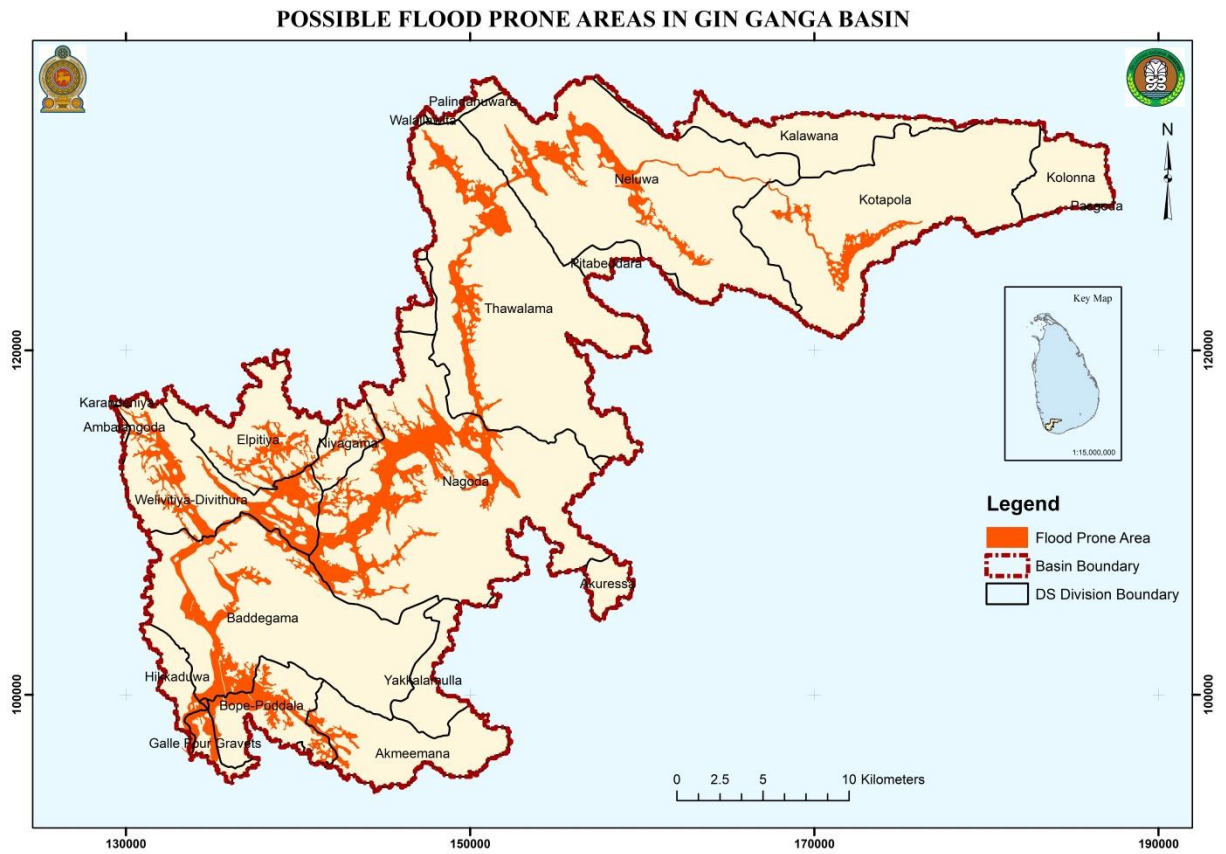 POSSIBLE FLOOD PRONE AREAS IN GIN GANGA BASIN
N
Palindanuwara
Walallawita
Kalawana
Neluwa
Kolonna
Kotapola
Pasgoda
Pitabeddara
Thawalama
Key Map
1:15,000,000
120000
120000
Karandeniya
Ambalangoda
Elpitiya
Niyagama
Nagoda
Welivitiya-Divithura
Legend
Flood Prone Area
Basin Boundary
DS Division Boundary
Akuressa
Baddegama
Hikkaduwa
Yakkalamulla
100000
100000
Bope-Poddala
Galle Four Gravets
Akmeemana
0 2.5 5 10 Kilometers
130000 150000 170000 190000